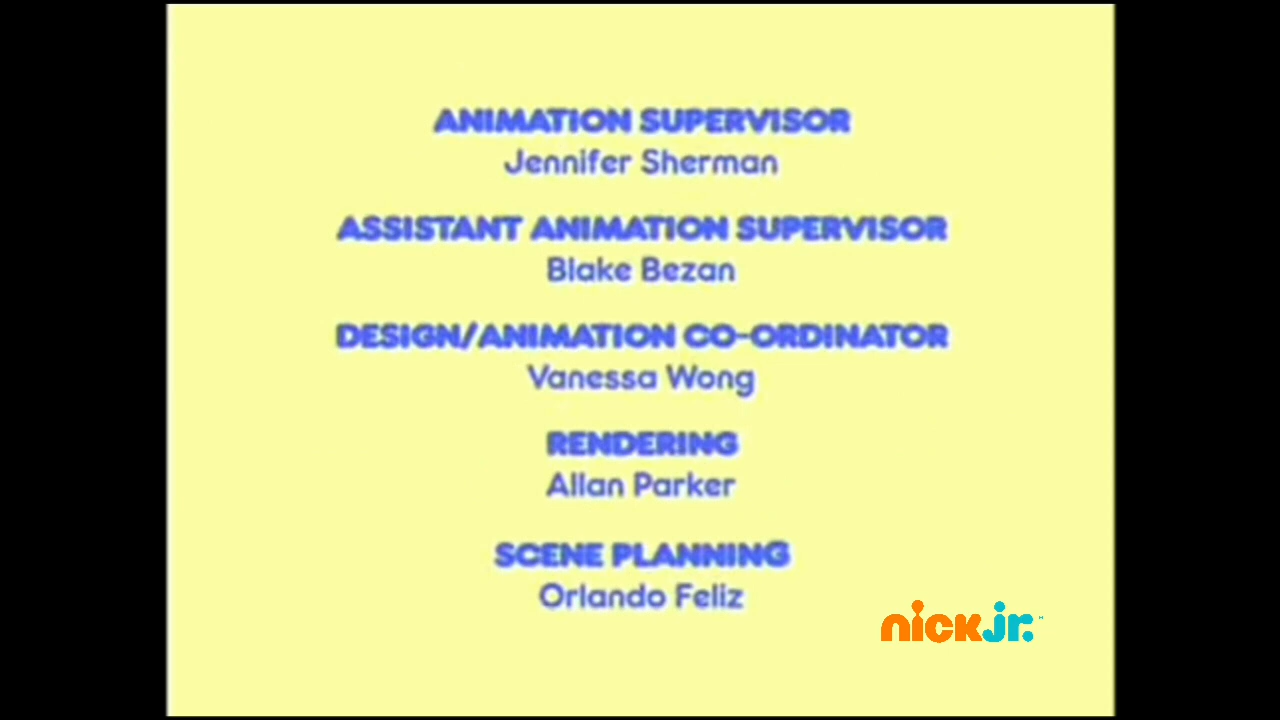 ANIMATION SUPERVISOR
Jennifer Sherman
ASSISTANT ANIMATION SUPERVISOR
Blake Bezan
DESIGN/ANIMATION CO-ORDINATOR
Vanessa Wong
RENDERING
Allan Parker
SCENE PLANNING
Orlando Feliz
nickjr.™